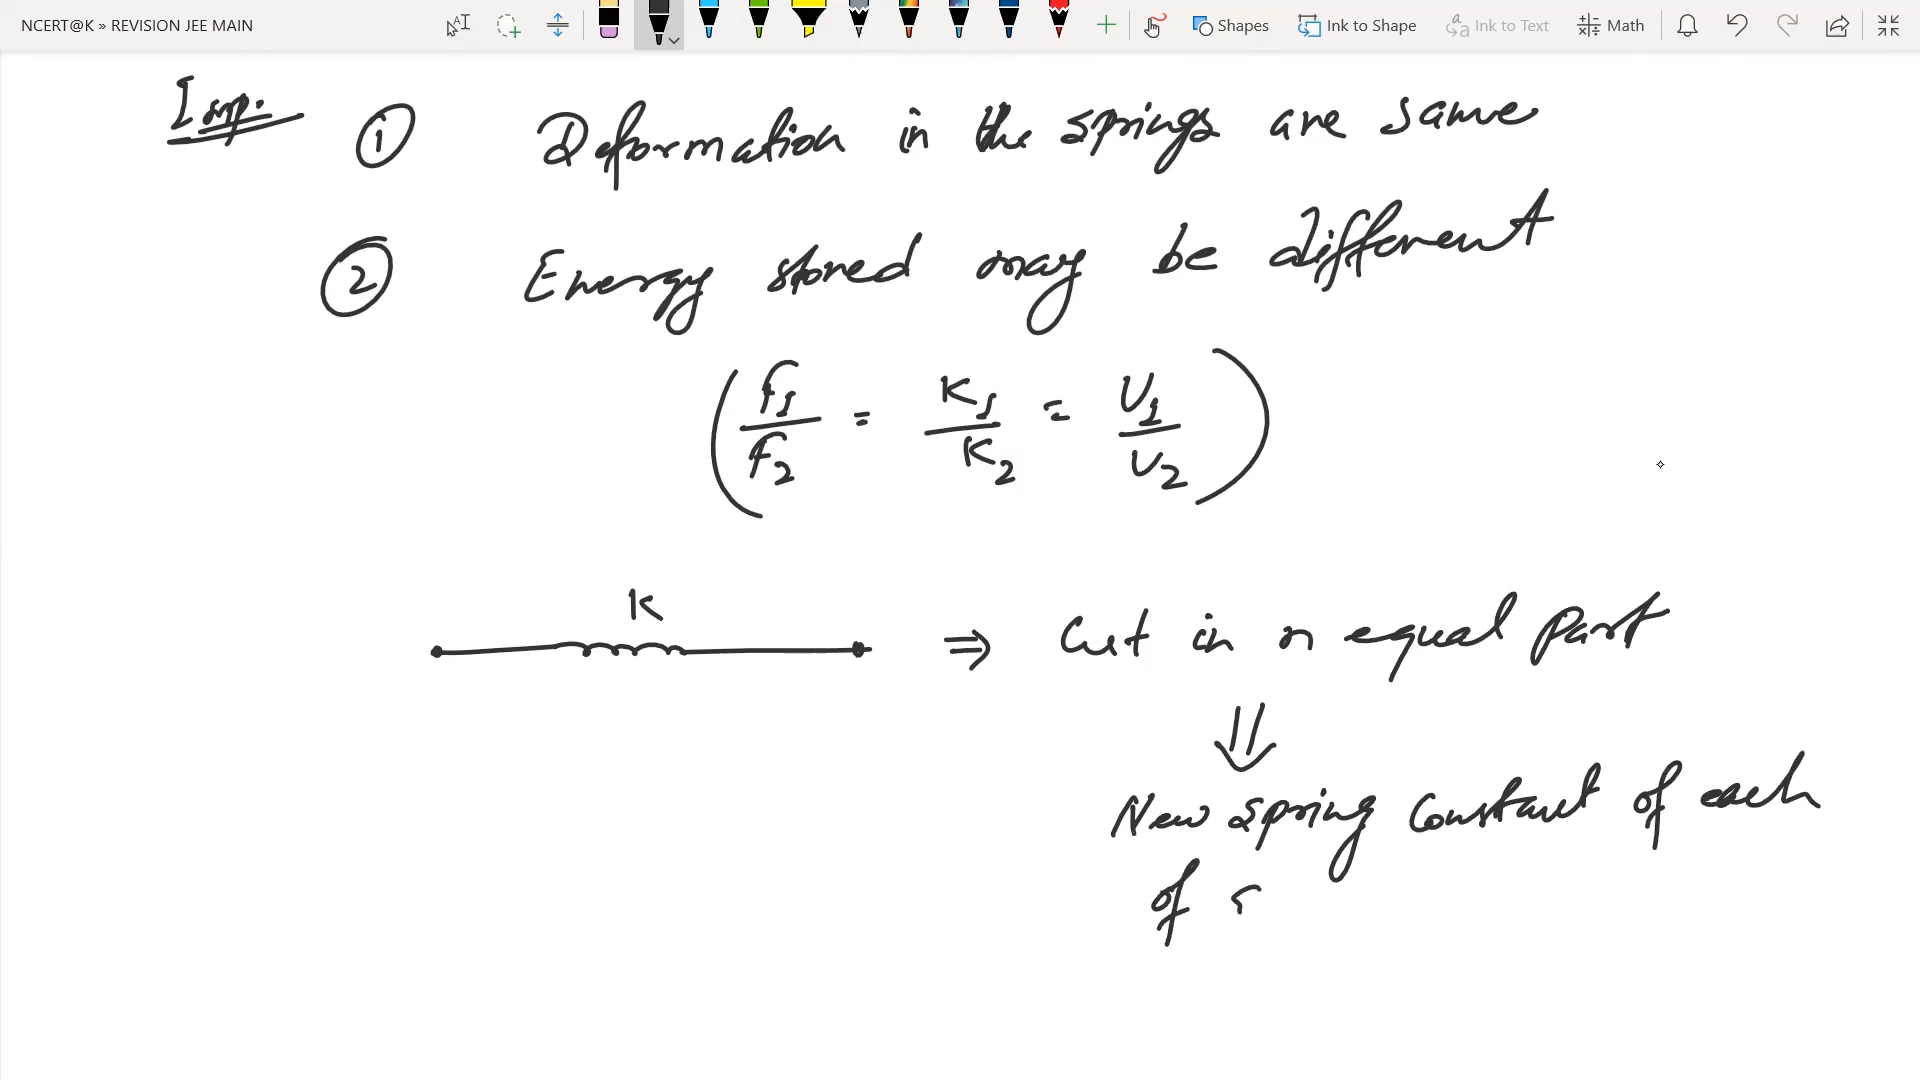 NCERT@K » REVISION JEE MAIN
Shapes Ink to Shape Ink to Text Math
Imp. ① Deformation in the springs are same
② Energy stored may be different
(f1/f2 = K1/K2 = U1/U2)
K
⇒ Cut in n equal part
⇓
New spring constant of each
of